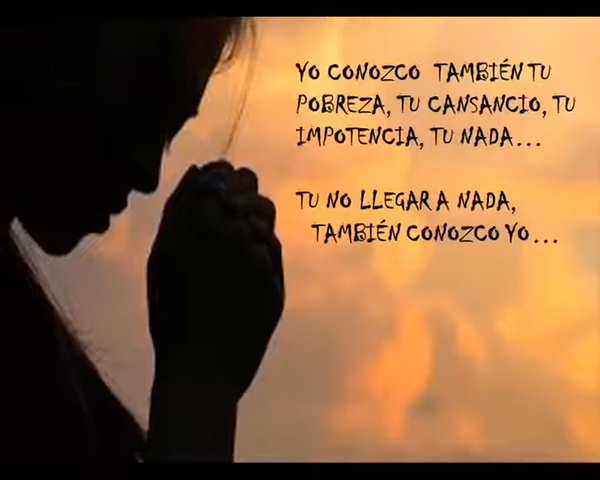 YO CONOZCO TAMBIÉN TU
POBREZA, TU CANSANCIO, TU
IMPOTENCIA, TU NADA...
TU NO LLEGAR A NADA,
TAMBIÉN CONOZCO YO...